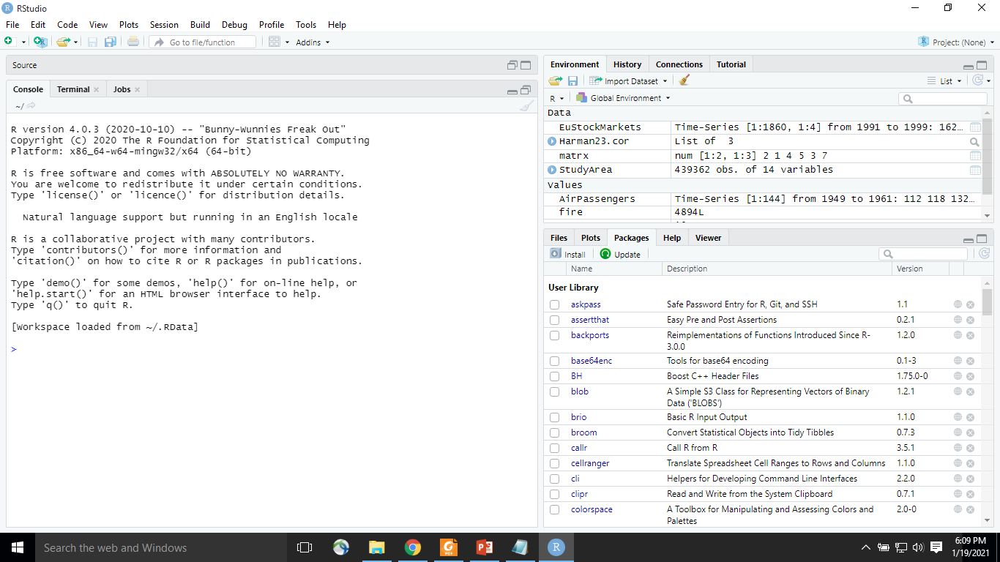 RStudio
File Edit Code View Plots Session Build Debug Profile Tools Help
Go to file/function Addins Project: (None)
Source
Console Terminal Jobs
~/
R version 4.0.3 (2020-10-10) -- "Bunny-Wunnies Freak Out"
Copyright (C) 2020 The R Foundation for Statistical Computing
Platform: x86_64-w64-mingw32/x64 (64-bit)
R is free software and comes with ABSOLUTELY NO WARRANTY.
You are welcome to redistribute it under certain conditions.
Type 'license()' or 'licence()' for distribution details.
Natural language support but running in an English locale
R is a collaborative project with many contributors.
Type 'contributors()' for more information and
'citation()' on how to cite R or R packages in publications.
Type 'demo()' for some demos, 'help()' for on-line help, or
'help.start()' for an HTML browser interface to help.
Type 'q()' to quit R.
[Workspace loaded from ~/.RData]
>
Environment History Connections Tutorial
Import Dataset List
R Global Environment
Data
EuStockMarkets Time-Series [1:1860, 1:4] from 1991 to 1999: 162…
Harman23.cor List of 3
matrx num [1:2, 1:3] 2 1 4 5 3 7
StudyArea 439362 obs. of 14 variables
Values
AirPassengers Time-Series [1:144] from 1949 to 1961: 112 118 132…
fire 4894L
Files Plots Packages Help Viewer
Install Update
Name Description Version
User Library
askpass Safe Password Entry for R, Git, and SSH 1.1
assertthat Easy Pre and Post Assertions 0.2.1
backports Reimplementations of Functions Introduced Since R- 1.2.0
3.0.0
base64enc Tools for base64 encoding 0.1-3
BH Boost C++ Header Files 1.75.0-0
blob A Simple S3 Class for Representing Vectors of Binary 1.2.1
Data ('BLOBS')
brio Basic R Input Output 1.1.0
broom Convert Statistical Objects into Tidy Tibbles 0.7.3
callr Call R from R 3.5.1
cellranger Translate Spreadsheet Cell Ranges to Rows and Columns 1.1.0
cli Helpers for Developing Command Line Interfaces 2.2.0
clipr Read and Write from the System Clipboard 0.7.1
colorspace A Toolbox for Manipulating and Assessing Colors and 2.0-0
Palettes
Search the web and Windows
6:09 PM
1/19/2021